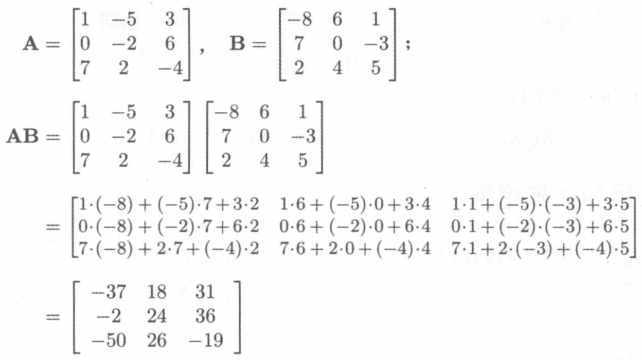 A = [1 −5 3; 0 −2 6; 7 2 −4], B = [−8 6 1; 7 0 −3; 2 4 5];
AB = [1 −5 3; 0 −2 6; 7 2 −4] [−8 6 1; 7 0 −3; 2 4 5]
= [1·(−8) + (−5)·7 + 3·2 1·6 + (−5)·0 + 3·4 1·1 + (−5)·(−3) + 3·5
0·(−8) + (−2)·7 + 6·2 0·6 + (−2)·0 + 6·4 0·1 + (−2)·(−3) + 6·5
7·(−8) + 2·7 + (−4)·2 7·6 + 2·0 + (−4)·4 7·1 + 2·(−3) + (−4)·5]
= [−37 18 31
−2 24 36
−50 26 −19]